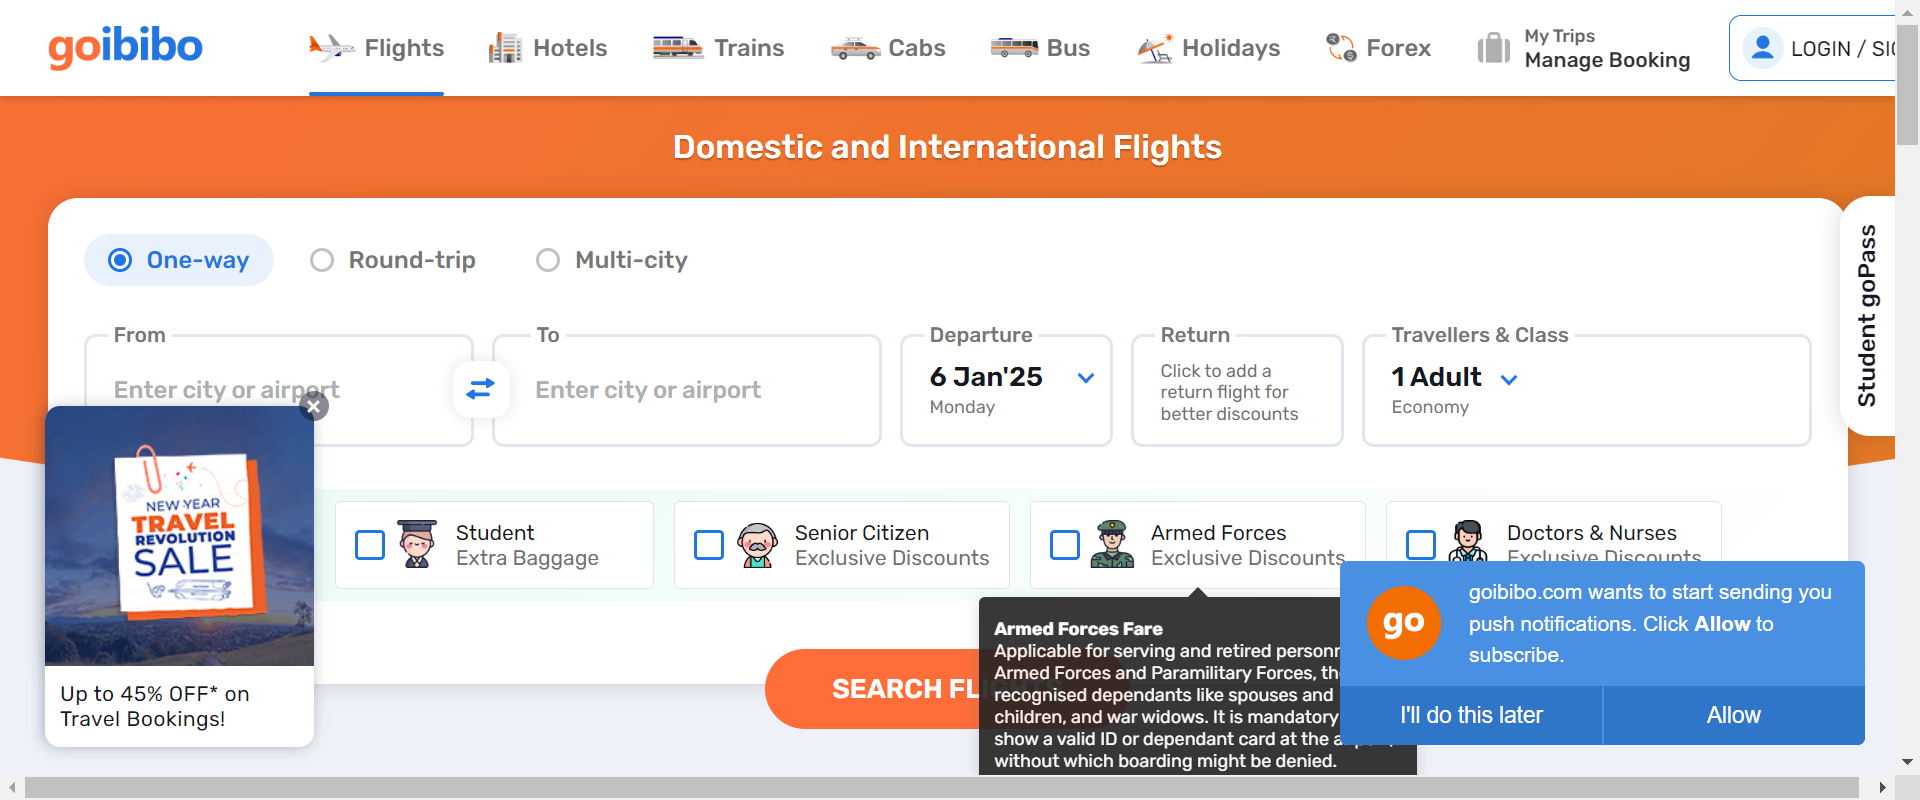 goibibo
Flights
Hotels
Trains
Cabs
Bus
Holidays
Forex
My Trips
Manage Booking
LOGIN / SIG
Domestic and International Flights
Student goPass
One-way
Round-trip
Multi-city
From
Enter city or airport
To
Enter city or airport
Departure
6 Jan'25
Monday
Return
Click to add a
return flight for
better discounts
Travellers & Class
1 Adult
Economy
NEW YEAR
TRAVEL
REVOLUTION
SALE
Up to 45% OFF* on
Travel Bookings!
Student
Extra Baggage
Senior Citizen
Exclusive Discounts
Armed Forces
Exclusive Discounts
Doctors & Nurses
Exclusive Discounts
SEARCH FLIGHTS
Armed Forces Fare
Applicable for serving and retired
Armed Forces and Paramilitary Forces,
recognised dependants like spouses and
children, and war widows. It is mandatory
show a valid ID or dependant card at the
without which boarding might be denied.
go
goibibo.com wants to start sending you
push notifications. Click Allow to
subscribe.
I'll do this later
Allow